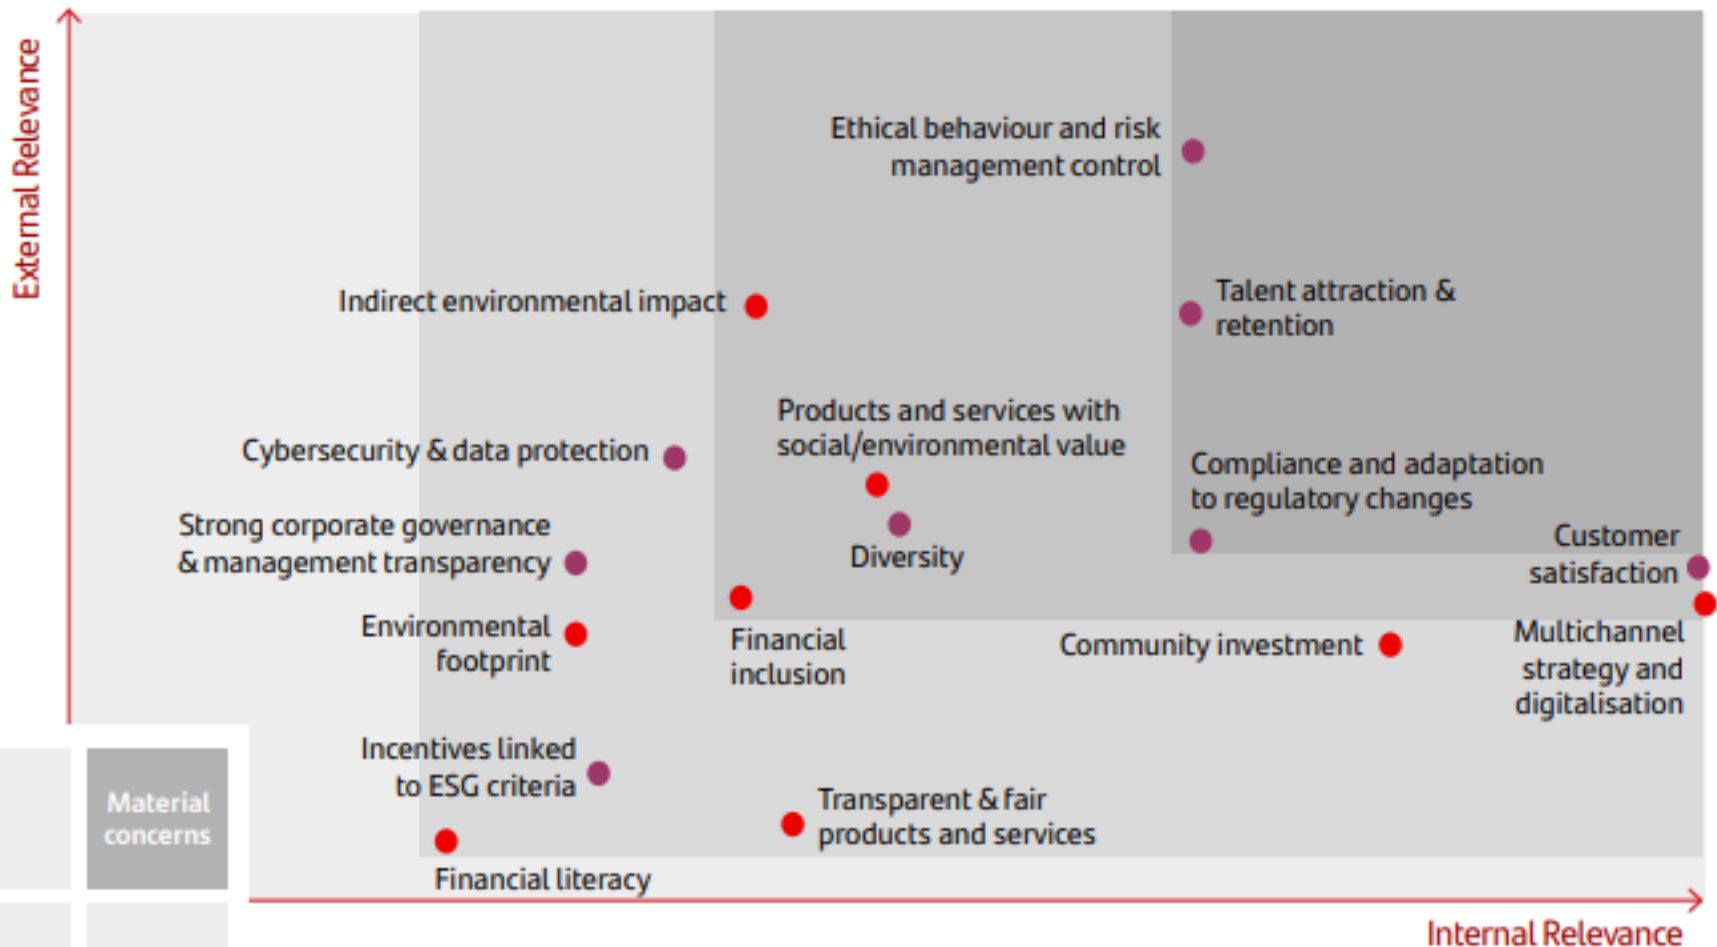 External Relevance
Ethical behaviour and risk
management control
Indirect environmental impact
Talent attraction &
retention
Products and services with
social/environmental value
Cybersecurity & data protection
Compliance and adaptation
to regulatory changes
Strong corporate governance
& management transparency
Diversity
Customer
satisfaction
Environmental
footprint
Financial
inclusion
Community investment
Multichannel
strategy and
digitalisation
Incentives linked
to ESG criteria
Material
concerns
Transparent & fair
products and services
Financial literacy
Internal Relevance